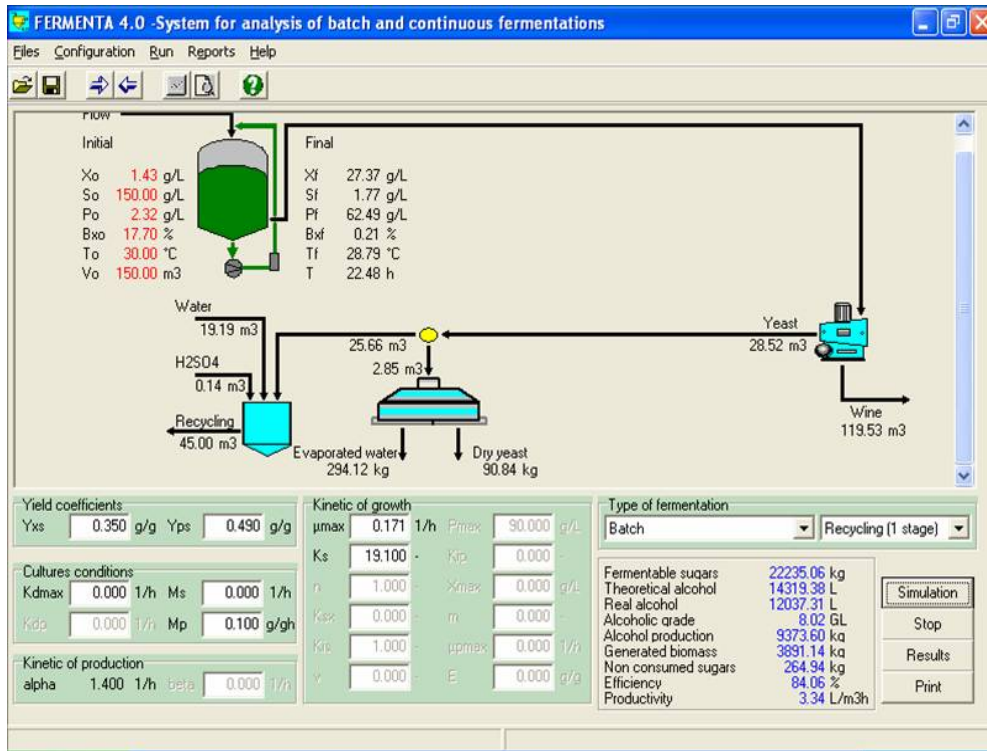 FERMENTA 4.0 -System for analysis of batch and continuous fermentations
Files Configuration Run Reports Help
Flow
Initial Final
Xo 1.43 g/L Xf 27.37 g/L
So 150.00 g/L Sf 1.77 g/L
Po 2.32 g/L Pf 62.49 g/L
Bxo 17.70 % Bxf 0.21 %
To 30.00 °C Tf 28.79 °C
Vo 150.00 m3 T 22.48 h
Water
19.19 m3
Yeast
25.66 m3 28.52 m3
H2SO4
2.85 m3
0.14 m3
Recycling
45.00 m3
Wine
119.53 m3
Evaporated water Dry yeast
294.12 kg 90.84 kg
Yield coefficients
Yxs 0.350 g/g Yps 0.490 g/g
Cultures conditions
Kdmax 0.000 1/h Ms 0.000 1/h
Kdp 0.000 1/h Mp 0.100 g/gh
Kinetic of production
alpha 1.400 1/h beta 0.000 1/h
Kinetic of growth
µmax 0.171 1/h Pmax 90.000 g/L
Ks 19.100 - Kip 0.000 -
n 1.000 - Xmax 0.000 g/L
Ksx 0.000 - m 0.000 -
Kis 1.000 - µpmax 0.000 1/h
0.000 - E 0.000 g/g
Type of fermentation
Batch Recycling (1 stage)
Fermentable sugars 22235.06 kg
Theoretical alcohol 14319.38 L
Real alcohol 12037.31 L
Alcoholic grade 8.02 GL
Alcohol production 9373.60 kg
Generated biomass 3891.14 kg
Non consumed sugars 264.94 kg
Efficiency 84.06 %
Productivity 3.34 L/m3h
Simulation
Stop
Results
Print